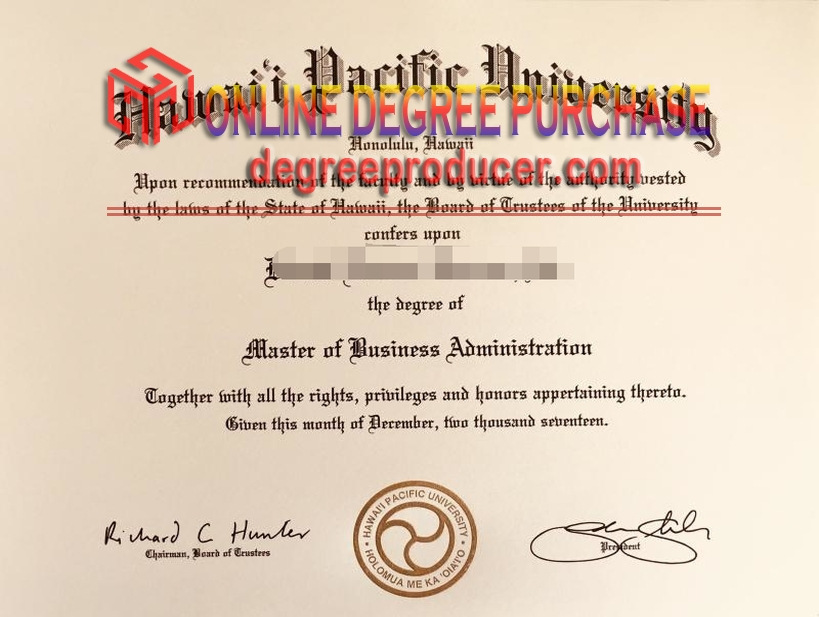 Hawai'i Pacific University
ONLINE DEGREE PURCHASE
Honolulu, Hawaii
degreeproducer.com
Upon recommendation of the faculty and by virtue of the authority vested
by the laws of the State of Hawaii, the Board of Trustees of the University
confers upon
the degree of
Master of Business Administration
Together with all the rights, privileges and honors appertaining thereto.
Given this month of December, two thousand seventeen.
Richard C Hunter
Chairman, Board of Trustees
HAWAI'I PACIFIC UNIVERSITY
HOLOMUA ME KA 'OIA'I'O
President